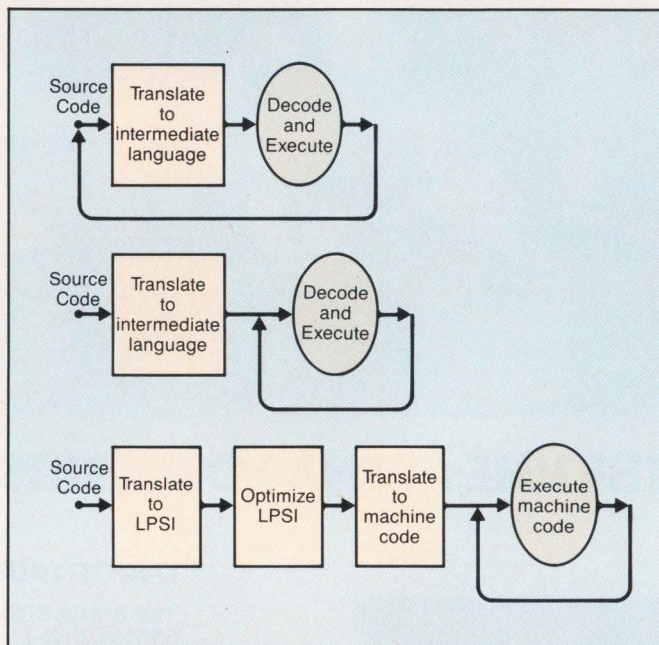 Source
Code
Translate
to
intermediate
language
Decode
and
Execute
Source
Code
Translate
to
intermediate
language
Decode
and
Execute
Source
Code
Translate
to
LPSI
Optimize
LPSI
Translate
to
machine
code
Execute
machine
code